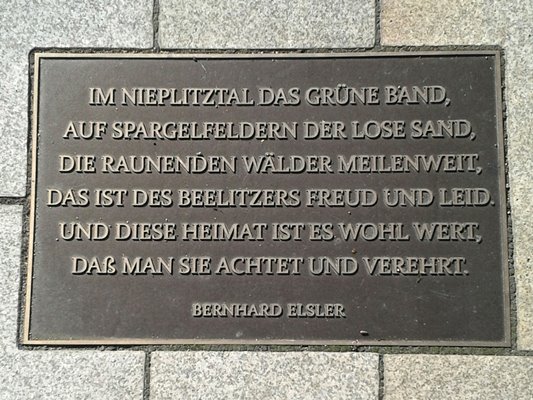 IM NIEPLITZTAL DAS GRÜNE BAND,
AUF SPARGELFELDERN DER LOSE SAND,
DIE RAUNENDEN WÄLDER MEILENWEIT,
DAS IST DES BEELITZERS FREUD UND LEID.
UND DIESE HEIMAT IST ES WOHL WERT,
DAß MAN SIE ACHTET UND VEREHRT.
BERNHARD ELSLER